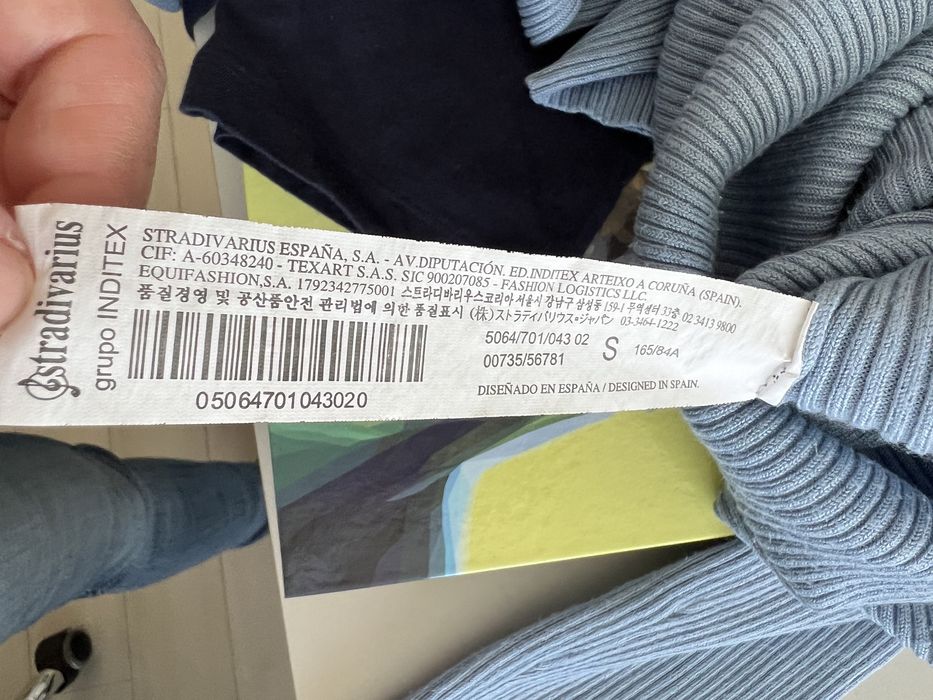 stradivarius
grupo INDITEX
STRADIVARIUS ESPAÑA, S.A. - AV.DIPUTACIÓN. ED.INDITEX ARTEIXO A CORUÑA (SPAIN).
CIF: A-60348240 - TEXART S.A.S. SIC 900207085 - FASHION LOGISTICS LLC.
EQUIFASHION,S.A. 1792342775001 스트라디바리우스코리아 서울시 강남구 삼성동 159-1 무역센터 33층 02 3413 9800
품질경영 및 공산품안전 관리법에 의한 품질표시 (株)ストラディバリウス・ジャパン 03-3464-1222
5064/701/043 02
00735/56781
S
165/84A
DISEÑADO EN ESPAÑA / DESIGNED IN SPAIN.
05064701043020